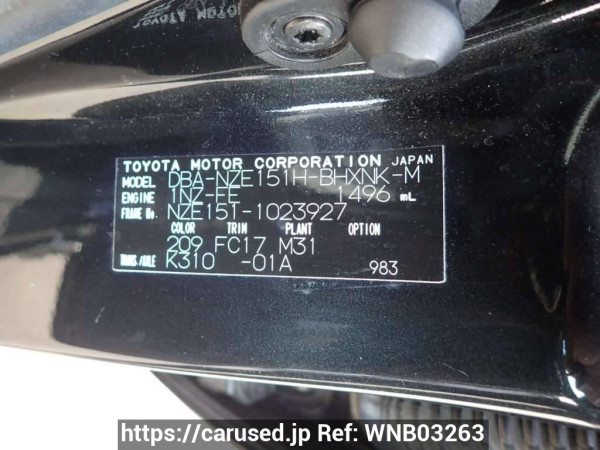 TOYOTA MOTOR CORPORATION JAPAN
MODEL DBA-NZE151H-BHXNK-M
ENGINE 1NZ-FE 1496 mL
FRAME No. NZE151-1023927
COLOR TRIM PLANT OPTION
209 FC17 M31
TRANS./AXLE K310 -01A 983
https://carused.jp Ref: WNB03263